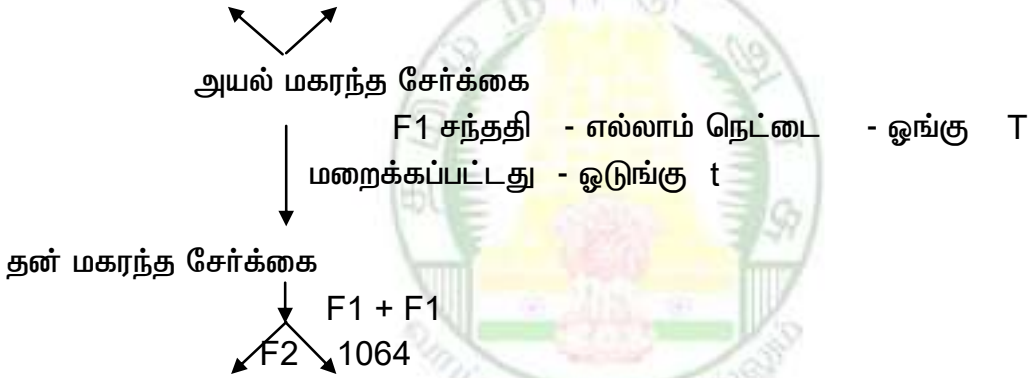 அயல் மகரந்த சேர்க்கை
F1 சந்ததி - எல்லாம் நெட்டை - ஓங்கு T
மறைக்கப்பட்டது - ஒடுங்கு t
தன் மகரந்த சேர்க்கை
F1 + F1
F2 1064